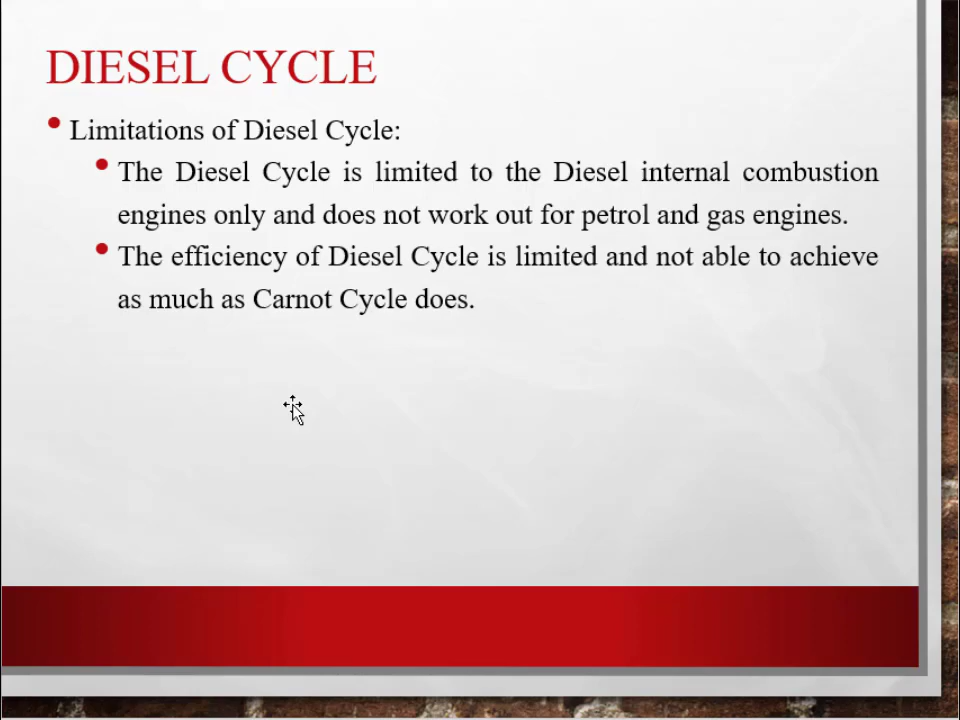 DIESEL CYCLE
Limitations of Diesel Cycle:
The Diesel Cycle is limited to the Diesel internal combustion
engines only and does not work out for petrol and gas engines.
The efficiency of Diesel Cycle is limited and not able to achieve
as much as Carnot Cycle does.